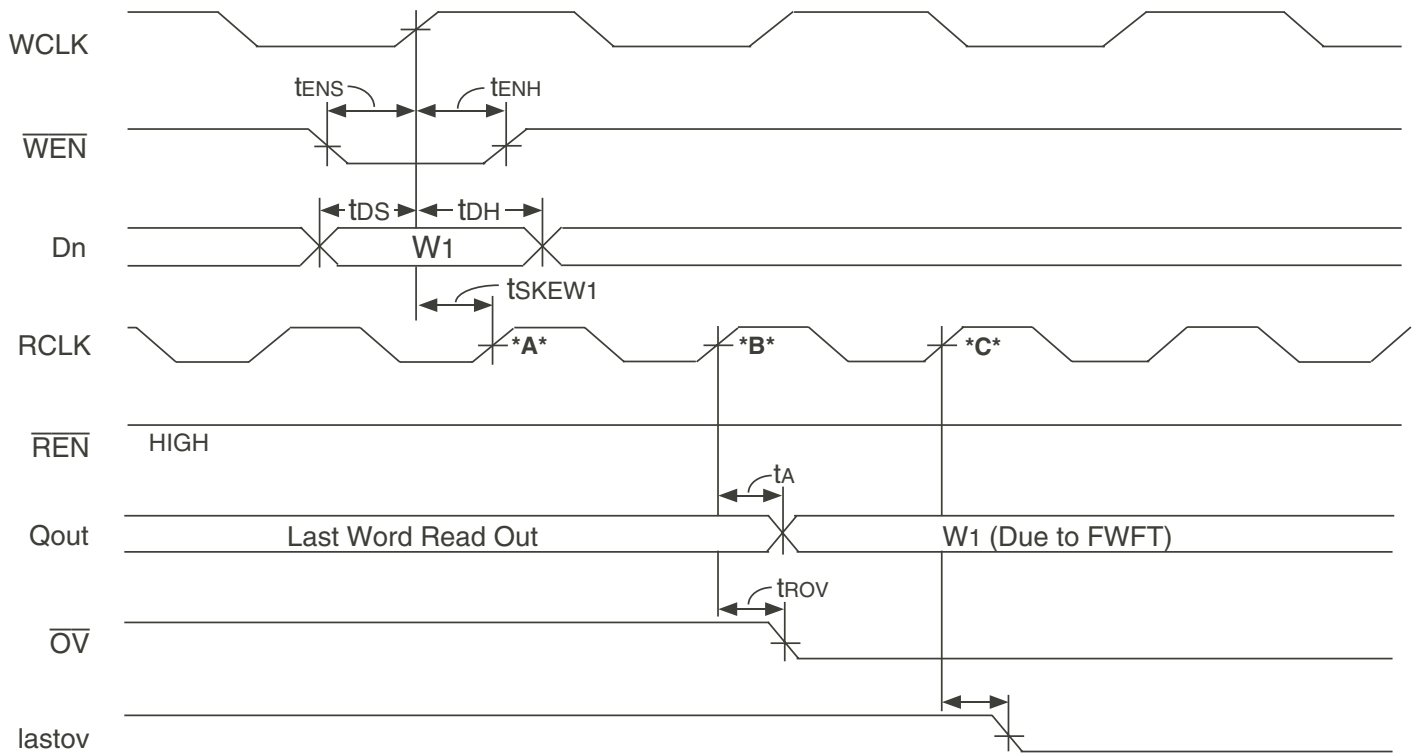 WCLK
tENS
tENH
WEN
tDS
tDH
Dn
W1
tSKEW1
RCLK
*A*
*B*
*C*
REN
HIGH
tA
Qout
Last Word Read Out
W1 (Due to FWFT)
tROV
OV
lastov